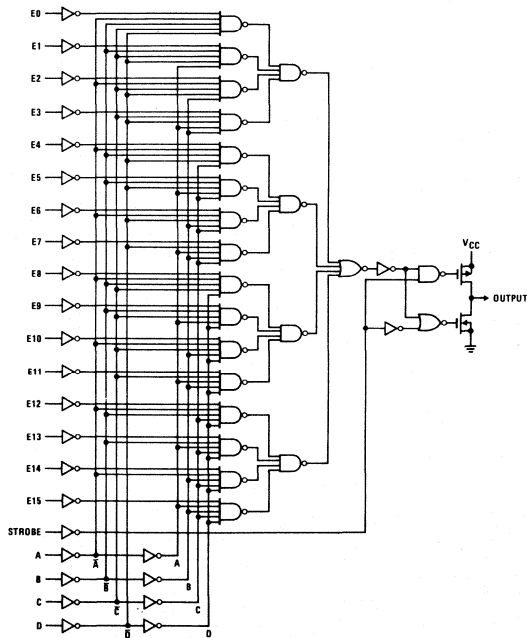 E0
E1
E2
E3
E4
E5
E6
E7
E8
E9
E10
E11
E12
E13
E14
E15
STROBE
A
B
C
D
A̅
B̅
C̅
D̅
A
B
C
D
VCC
OUTPUT